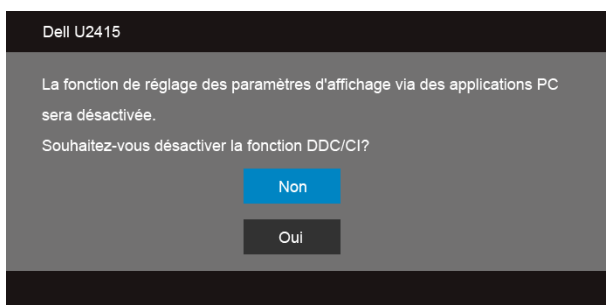 Dell U2415
La fonction de réglage des paramètres d'affichage via des applications PC
sera désactivée.
Souhaitez-vous désactiver la fonction DDC/CI?
Non
Oui